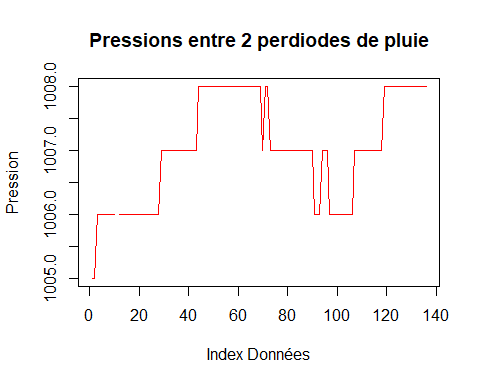 Pressions entre 2 perdiodes de pluie
Pression
1008.0
1007.0
1006.0
1005.0
0 20 40 60 80 100 120 140
Index Données